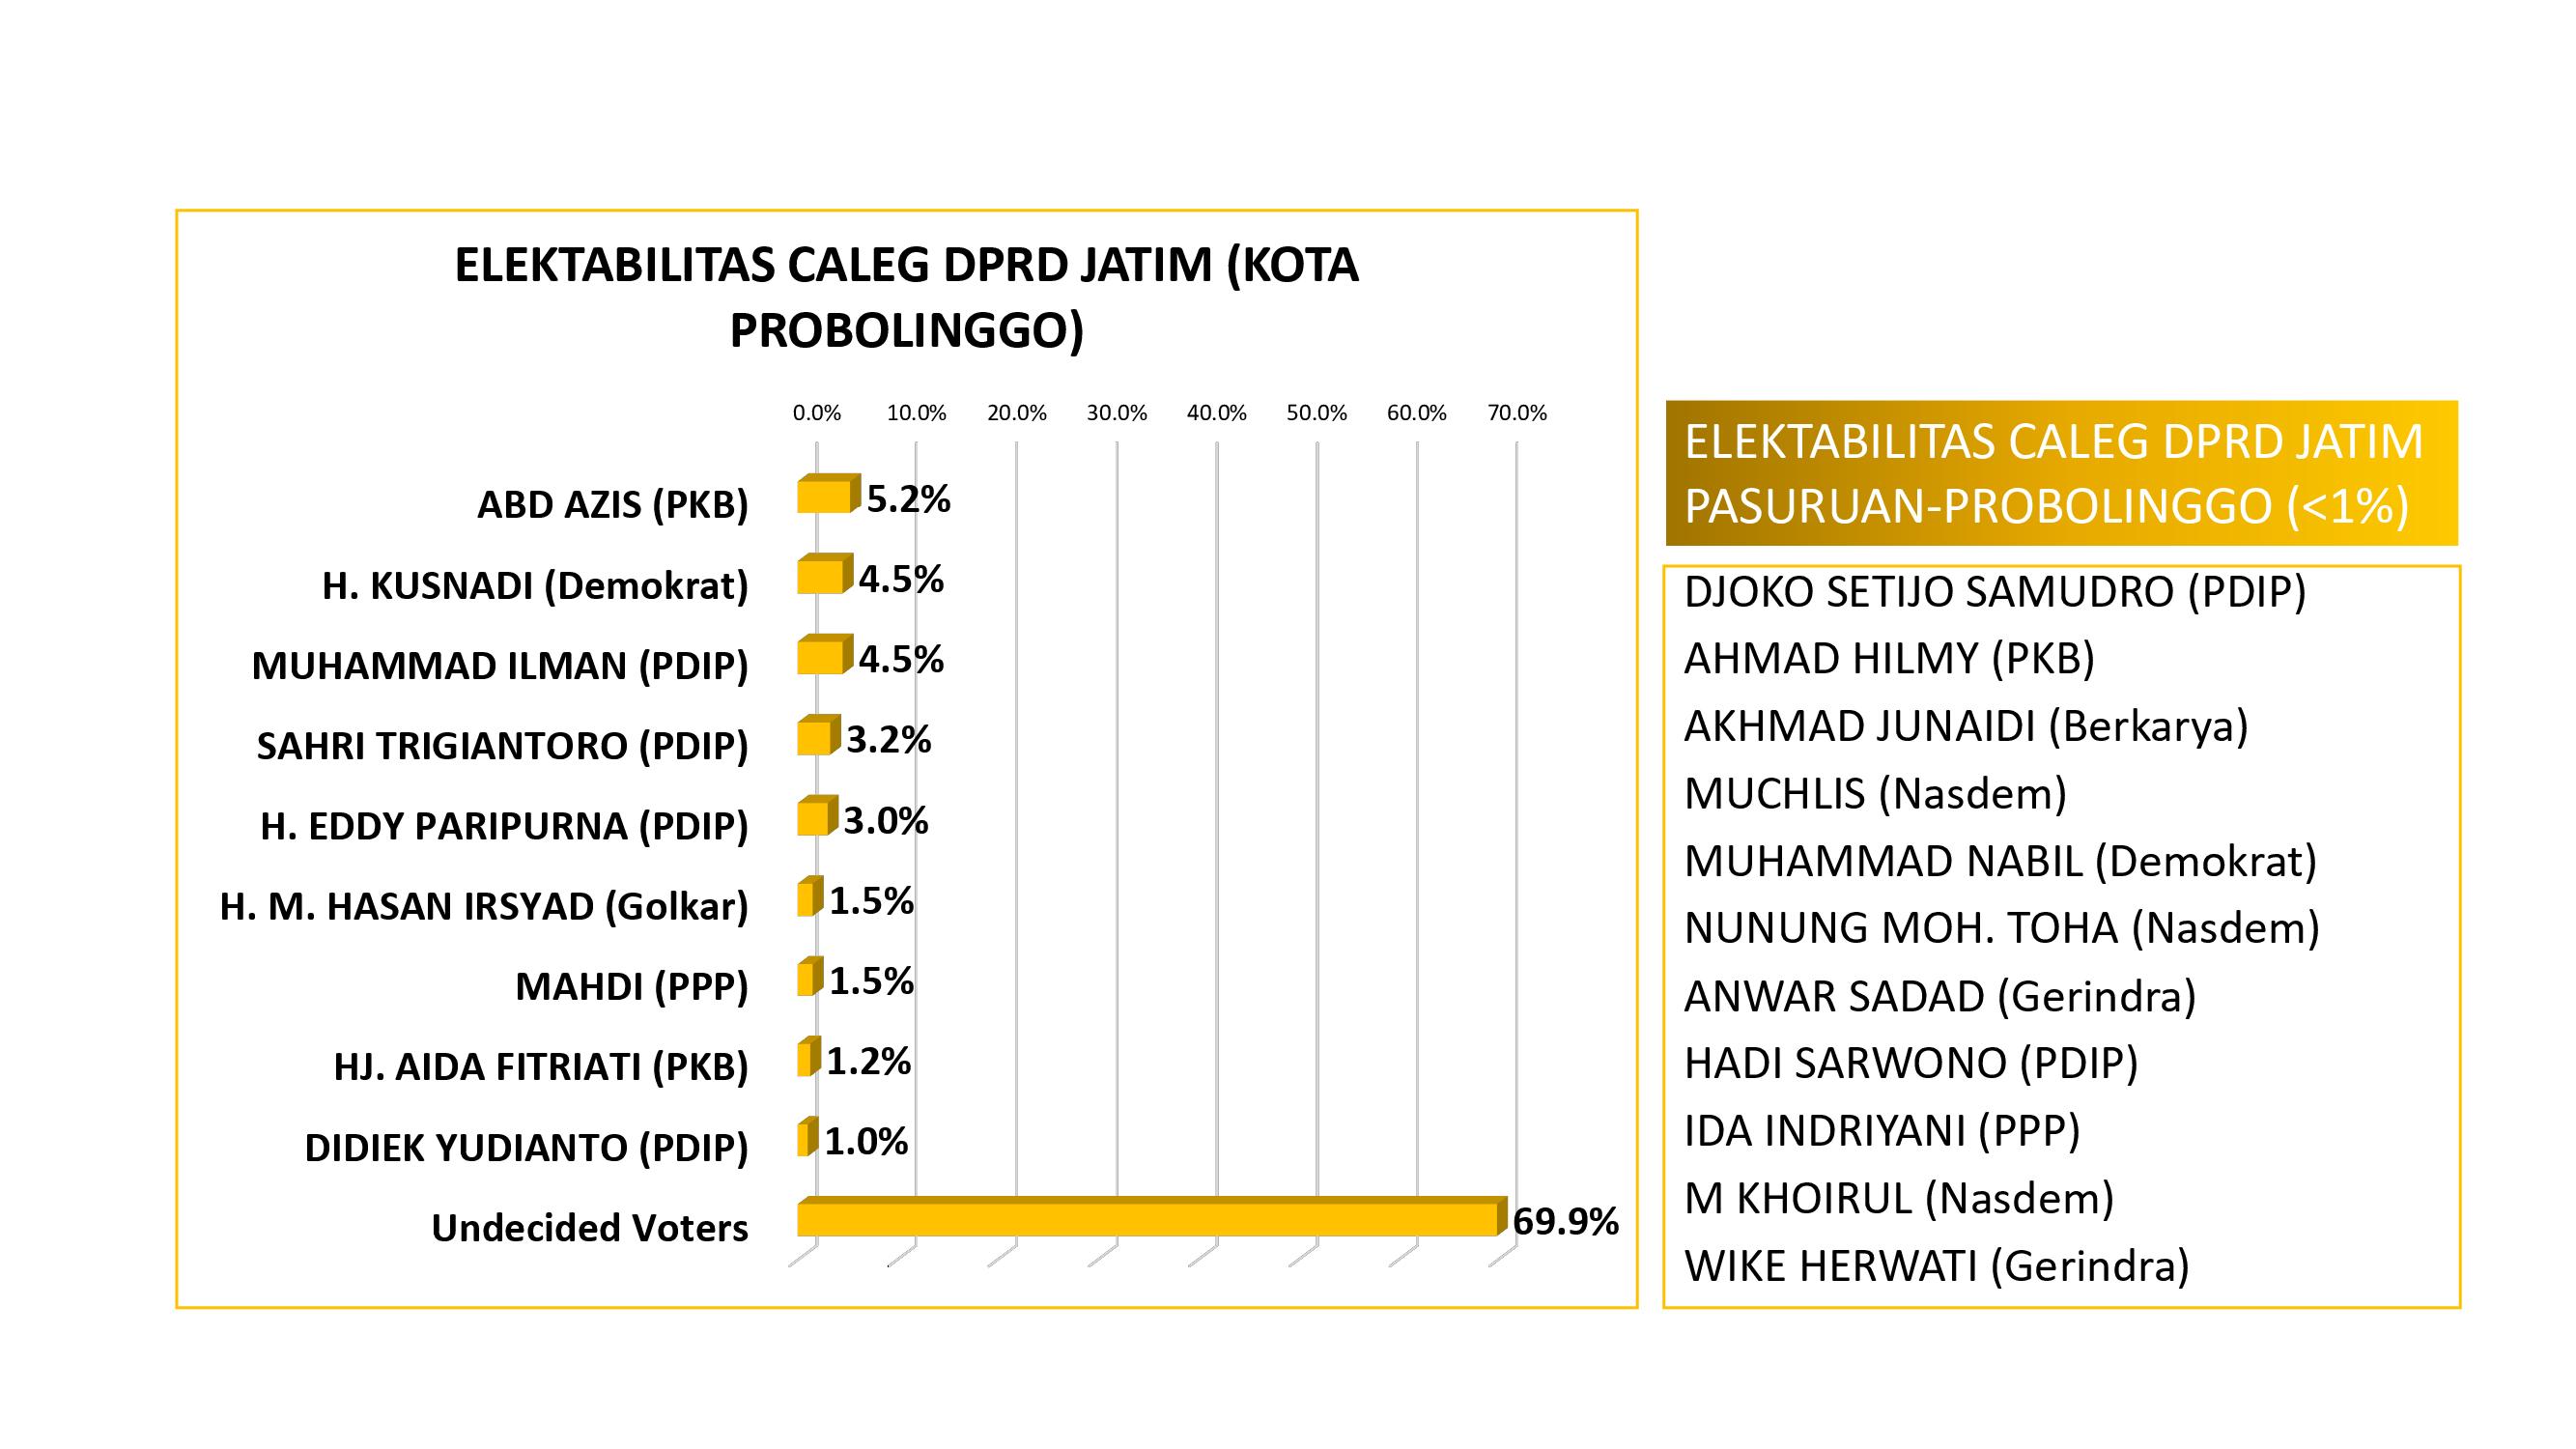 ELEKTABILITAS CALEG DPRD JATIM (KOTA
PROBOLINGGO)
0.0% 10.0% 20.0% 30.0% 40.0% 50.0% 60.0% 70.0%
ABD AZIS (PKB) 5.2%
H. KUSNADI (Demokrat) 4.5%
MUHAMMAD ILMAN (PDIP) 4.5%
SAHRI TRIGIANTORO (PDIP) 3.2%
H. EDDY PARIPURNA (PDIP) 3.0%
H. M. HASAN IRSYAD (Golkar) 1.5%
MAHDI (PPP) 1.5%
HJ. AIDA FITRIATI (PKB) 1.2%
DIDIEK YUDIANTO (PDIP) 1.0%
Undecided Voters 69.9%
ELEKTABILITAS CALEG DPRD JATIM
PASURUAN-PROBOLINGGO (<1%)
DJOKO SETIJO SAMUDRO (PDIP)
AHMAD HILMY (PKB)
AKHMAD JUNAIDI (Berkarya)
MUCHLIS (Nasdem)
MUHAMMAD NABIL (Demokrat)
NUNUNG MOH. TOHA (Nasdem)
ANWAR SADAD (Gerindra)
HADI SARWONO (PDIP)
IDA INDRIYANI (PPP)
M KHOIRUL (Nasdem)
WIKE HERWATI (Gerindra)